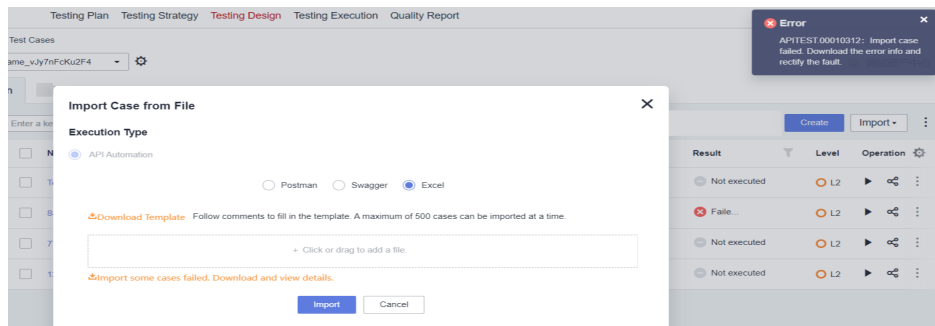 Testing Plan Testing Strategy Testing Design Testing Execution Quality Report
Error
APITEST.00010312: Import case
failed. Download the error info and
rectify the fault.
Test Cases
ame_vJy7nFcKu2F4
Import Case from File
Execution Type
API Automation
Postman Swagger Excel
Download Template Follow comments to fill in the template. A maximum of 500 cases can be imported at a time.
+ Click or drag to add a file.
Import some cases failed. Download and view details.
Import Cancel
Enter a ke
Create Import
N Result Level Operation
Not executed L2
8 Faile... L2
7 Not executed L2
Not executed L2